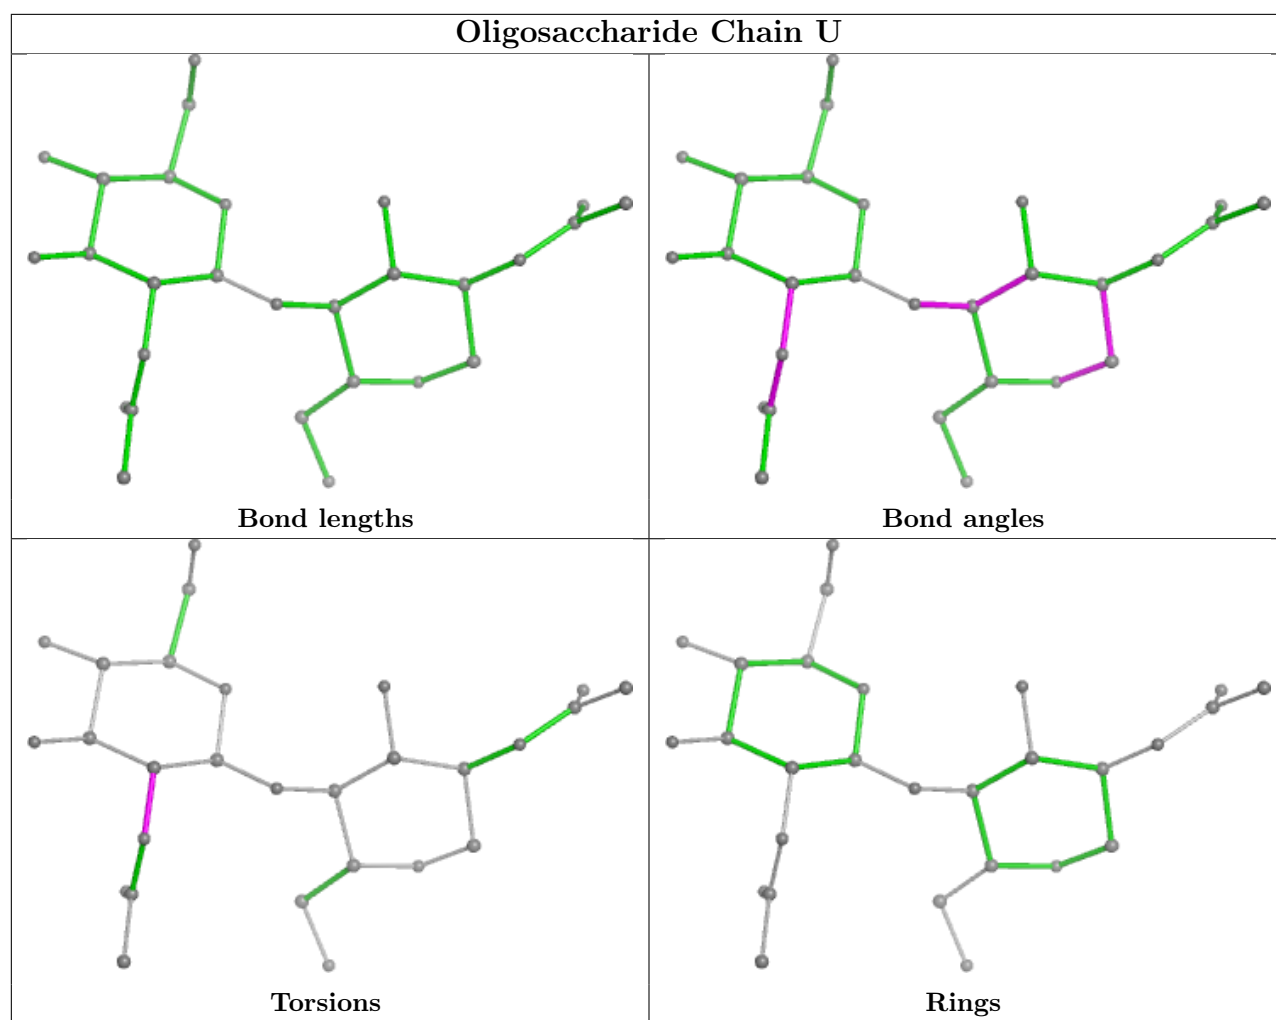 Oligosaccharide Chain U
Bond lengths
Bond angles
Torsions
Rings